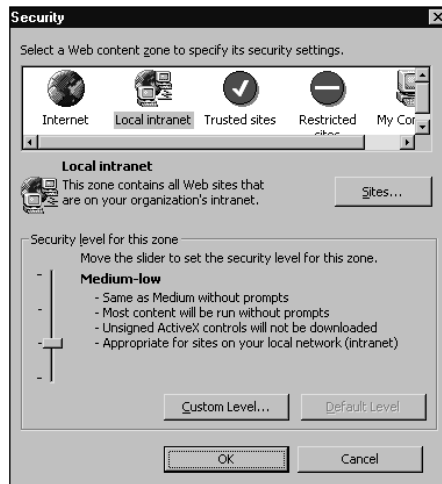 Security
Select a Web content zone to specify its security settings.
Internet Local intranet Trusted sites Restricted sites My Con
Local intranet
This zone contains all Web sites that
are on your organization's intranet.
Sites...
Security level for this zone
Move the slider to set the security level for this zone.
Medium-low
- Same as Medium without prompts
- Most content will be run without prompts
- Unsigned ActiveX controls will not be downloaded
- Appropriate for sites on your local network (intranet)
Custom Level... Default Level
OK Cancel